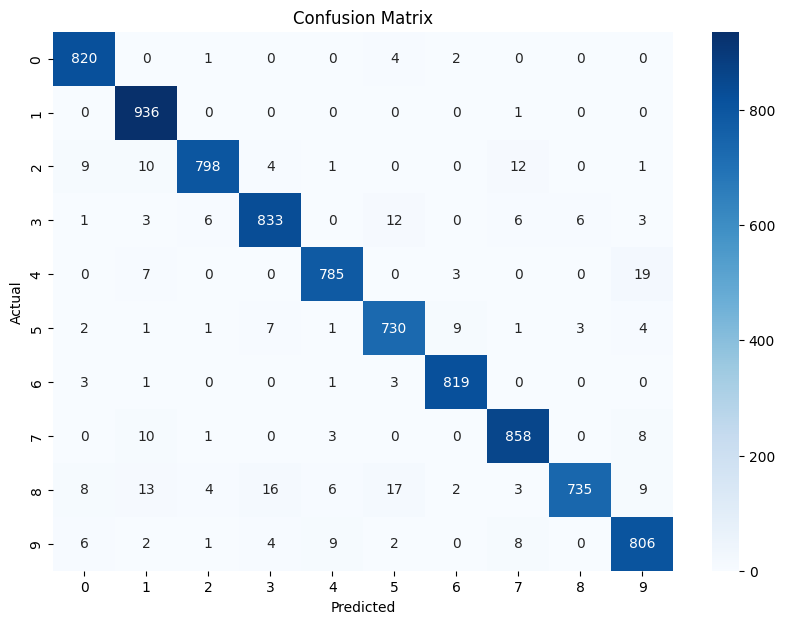 Confusion Matrix
0 820 0 1 0 0 4 2 0 0 0
1 0 936 0 0 0 0 0 1 0 0
2 9 10 798 4 1 0 0 12 0 1
3 1 3 6 833 0 12 0 6 6 3
4 0 7 0 0 785 0 3 0 0 19
5 2 1 1 7 1 730 9 1 3 4
6 3 1 0 0 1 3 819 0 0 0
7 0 10 1 0 3 0 0 858 0 8
8 8 13 4 16 6 17 2 3 735 9
9 6 2 1 4 9 2 0 8 0 806
0 1 2 3 4 5 6 7 8 9
Predicted
Actual
800
600
400
200
0